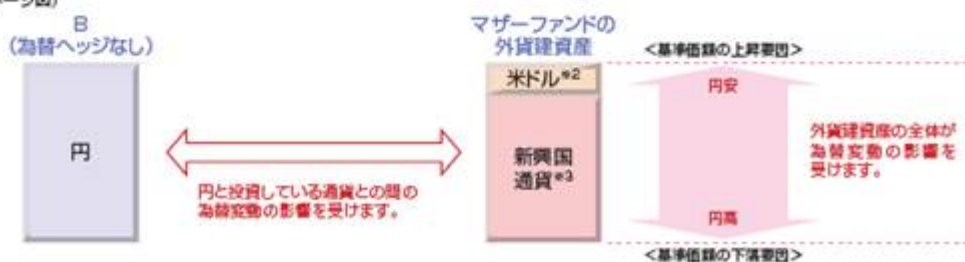 B
(為替ヘッジなし)
円
円と投資している通貨との間の
為替変動の影響を受けます。
マザーファンドの
外貨建資産
米ドル※2
新興国
通貨※3
<基準価額の上昇要因>
円安
外貨建資産の全体が
為替変動の影響を
受けます。
円高
<基準価額の下落要因>